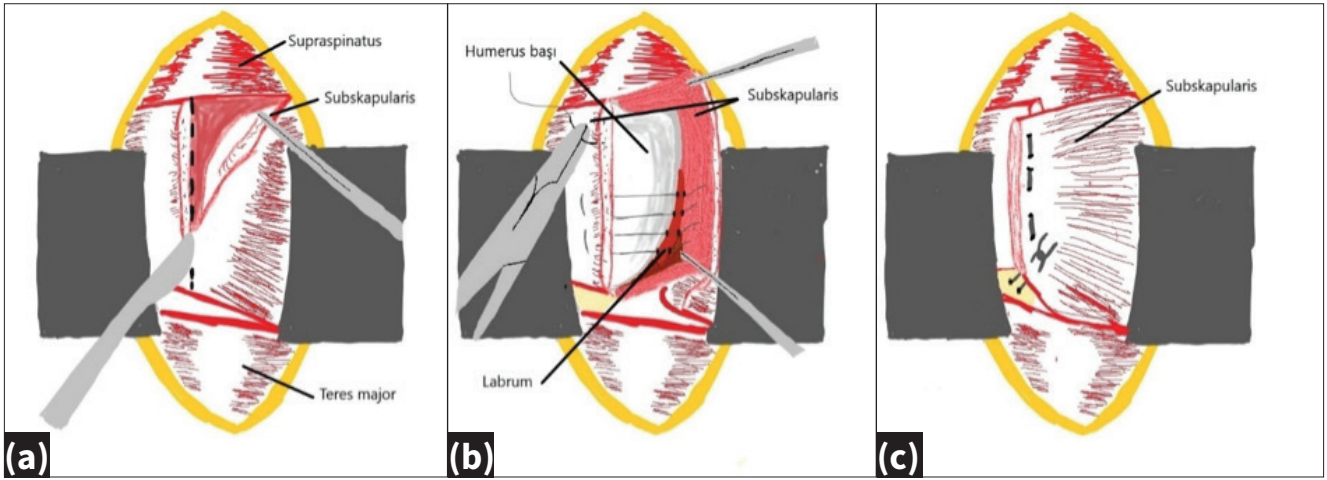 Supraspinatus
Subskapularis
Teres major
(a)
Humerus başı
Subskapularis
Labrum
(b)
Subskapularis
(c)